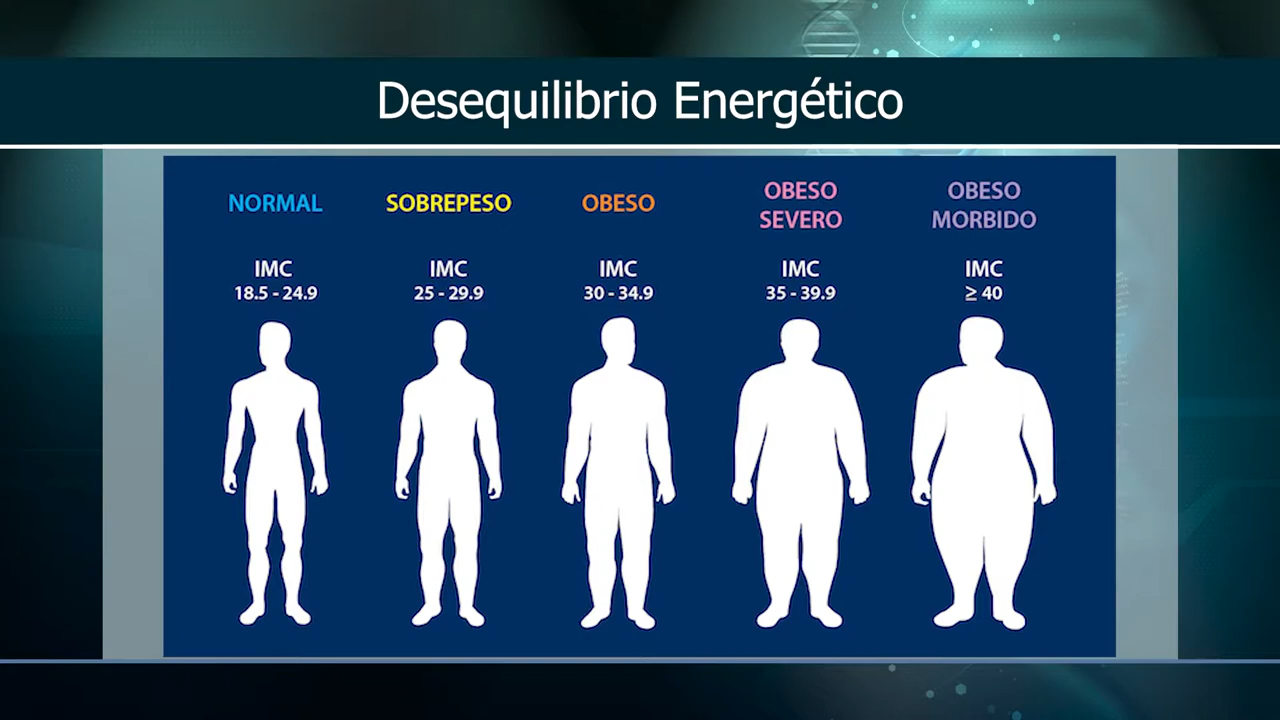 Desequilibrio Energético
NORMAL
IMC
18.5 - 24.9
SOBREPESO
IMC
25 - 29.9
OBESO
IMC
30 - 34.9
OBESO
SEVERO
IMC
35 - 39.9
OBESO
MORBIDO
IMC
≥ 40